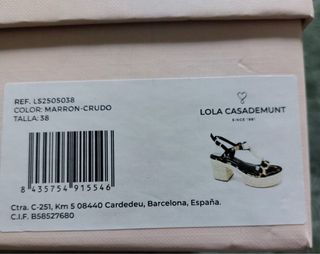 REF. LS2505038
COLOR: MARRON-CRUDO
TALLA:38
LOLA CASADEMUNT
SINCE 1981
8 435754 915546
Ctra. C-251, Km 5 08440 Cardedeu, Barcelona, España.
C.I.F. B58527680